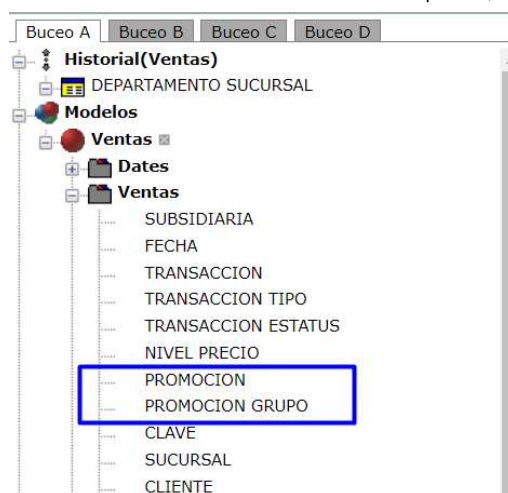 Buceo A Buceo B Buceo C Buceo D
Historial(Ventas)
DEPARTAMENTO SUCURSAL
Modelos
Ventas
Dates
Ventas
SUBSIDIARIA
FECHA
TRANSACCION
TRANSACCION TIPO
TRANSACCION ESTATUS
NIVEL PRECIO
PROMOCION
PROMOCION GRUPO
CLAVE
SUCURSAL
CLIENTE